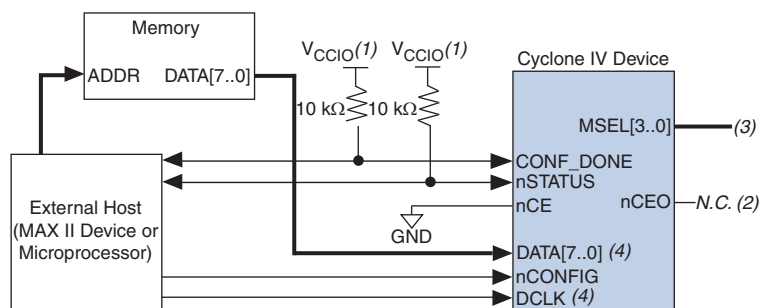 Memory
ADDR DATA[7..0]
VCCIO(1) VCCIO(1)
10 kΩ 10 kΩ
Cyclone IV Device
MSEL[3..0] (3)
CONF_DONE
nSTATUS
nCE nCEO N.C. (2)
GND
External Host
(MAX II Device or
Microprocessor)
DATA[7..0] (4)
nCONFIG
DCLK (4)